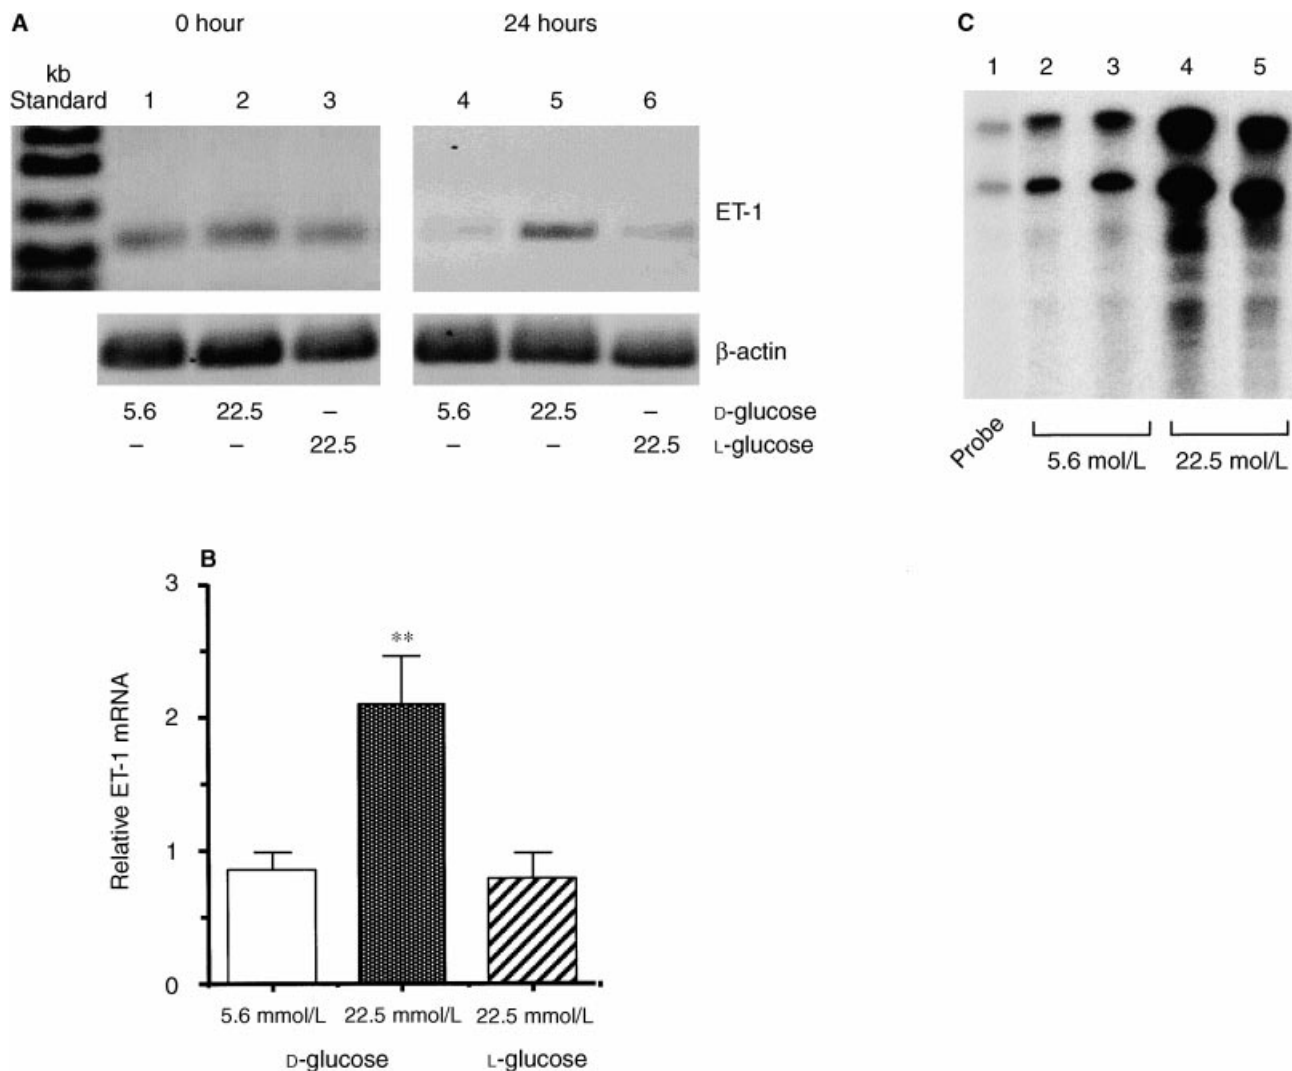 A
0 hour 24 hours
kb
Standard 1 2 3 4 5 6
ET-1
β-actin
5.6 22.5 – 5.6 22.5 – D-glucose
– – 22.5 – – 22.5 L-glucose
C
1 2 3 4 5
Probe
5.6 mol/L 22.5 mol/L
B
3
**
2
1
0
Relative ET-1 mRNA
5.6 mmol/L 22.5 mmol/L 22.5 mmol/L
D-glucose L-glucose